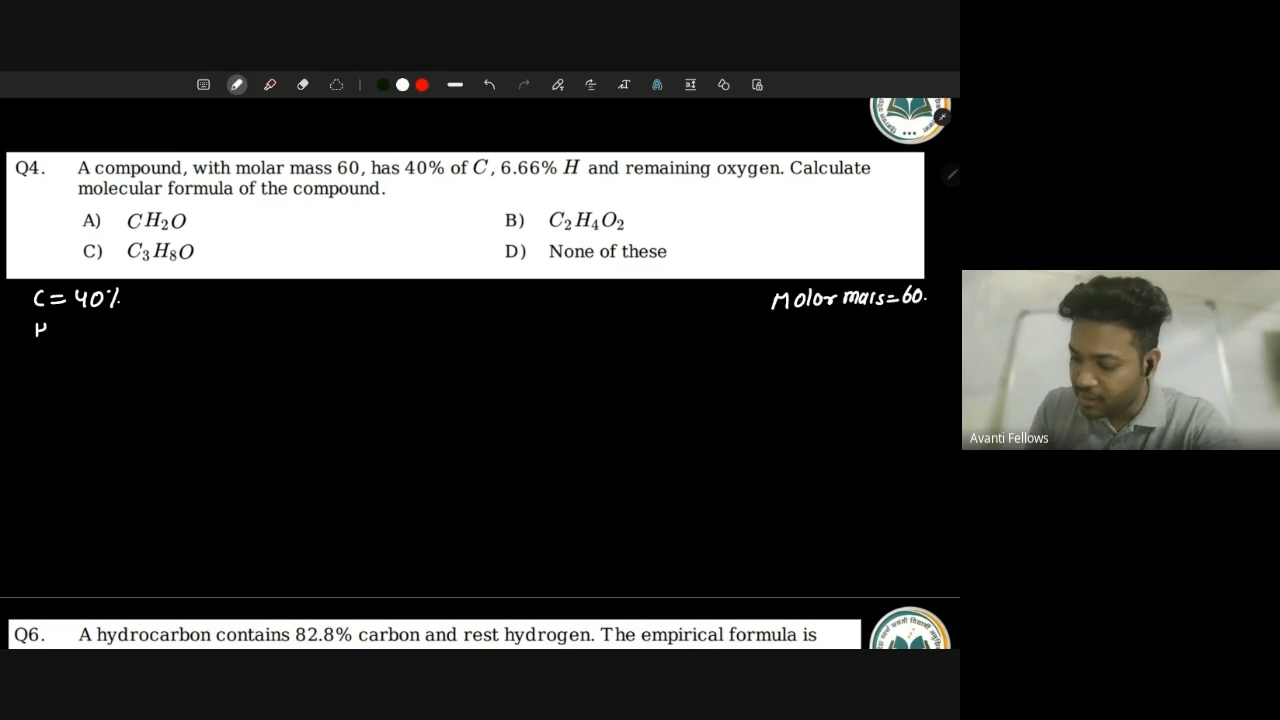 Q4. A compound, with molar mass 60, has 40% of C, 6.66% H and remaining oxygen. Calculate
molecular formula of the compound.
A) CH₂O B) C₂H₄O₂
C) C₃H₈O D) None of these
C = 40%. Molor mass=60.
H
Avanti Fellows
Q6. A hydrocarbon contains 82.8% carbon and rest hydrogen. The empirical formula is